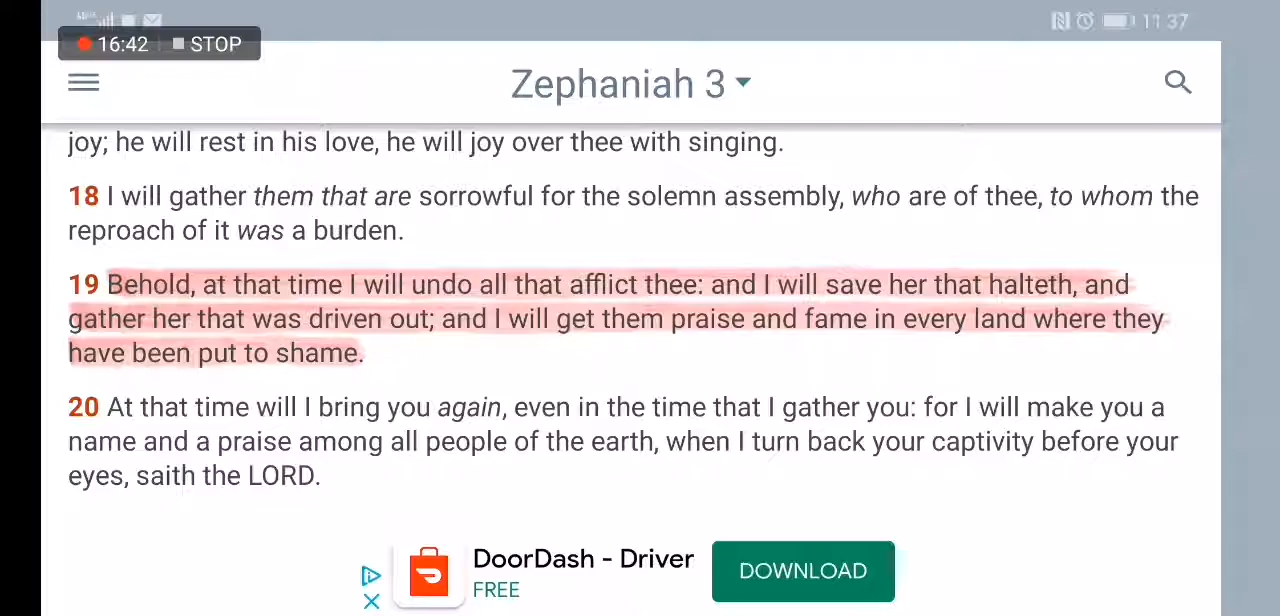 11 37
16:42 STOP
Zephaniah 3
joy; he will rest in his love, he will joy over thee with singing.
18 I will gather them that are sorrowful for the solemn assembly, who are of thee, to whom the
reproach of it was a burden.
19 Behold, at that time I will undo all that afflict thee: and I will save her that halteth, and
gather her that was driven out; and I will get them praise and fame in every land where they
have been put to shame.
20 At that time will I bring you again, even in the time that I gather you: for I will make you a
name and a praise among all people of the earth, when I turn back your captivity before your
eyes, saith the LORD.
DoorDash - Driver
FREE
DOWNLOAD